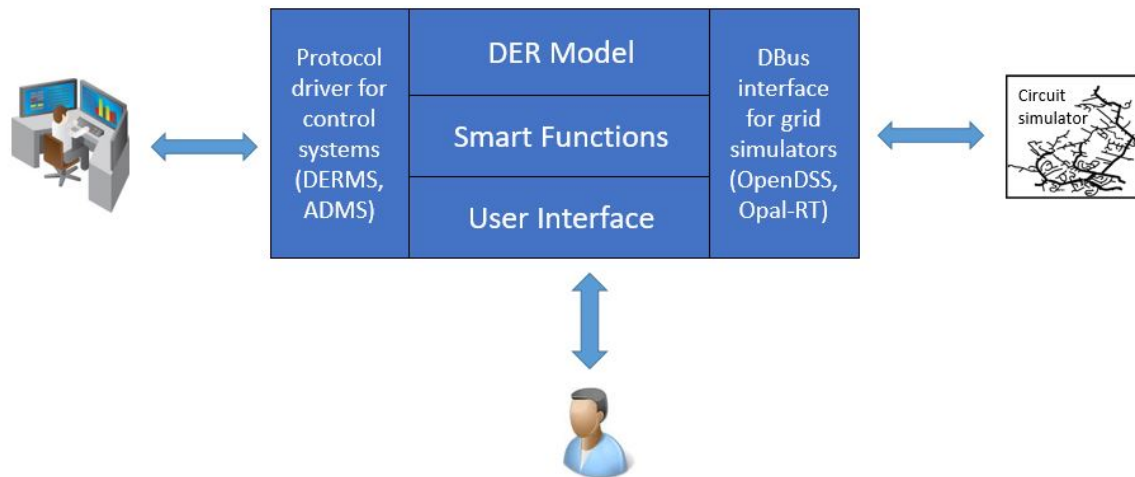 Protocol
driver for
control
systems
(DERMS,
ADMS)
DER Model
Smart Functions
User Interface
DBus
interface
for grid
simulators
(OpenDSS,
Opal-RT)
Circuit
simulator